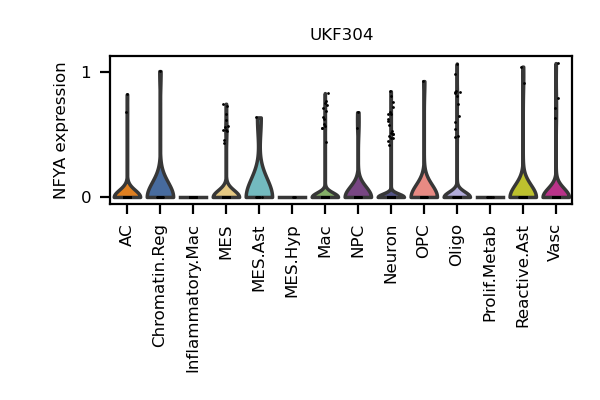 UKF304
NFYA expression
1
0
AC
Chromatin.Reg
Inflammatory.Mac
MES
MES.Ast
MES.Hyp
Mac
NPC
Neuron
OPC
Oligo
Prolif.Metab
Reactive.Ast
Vasc